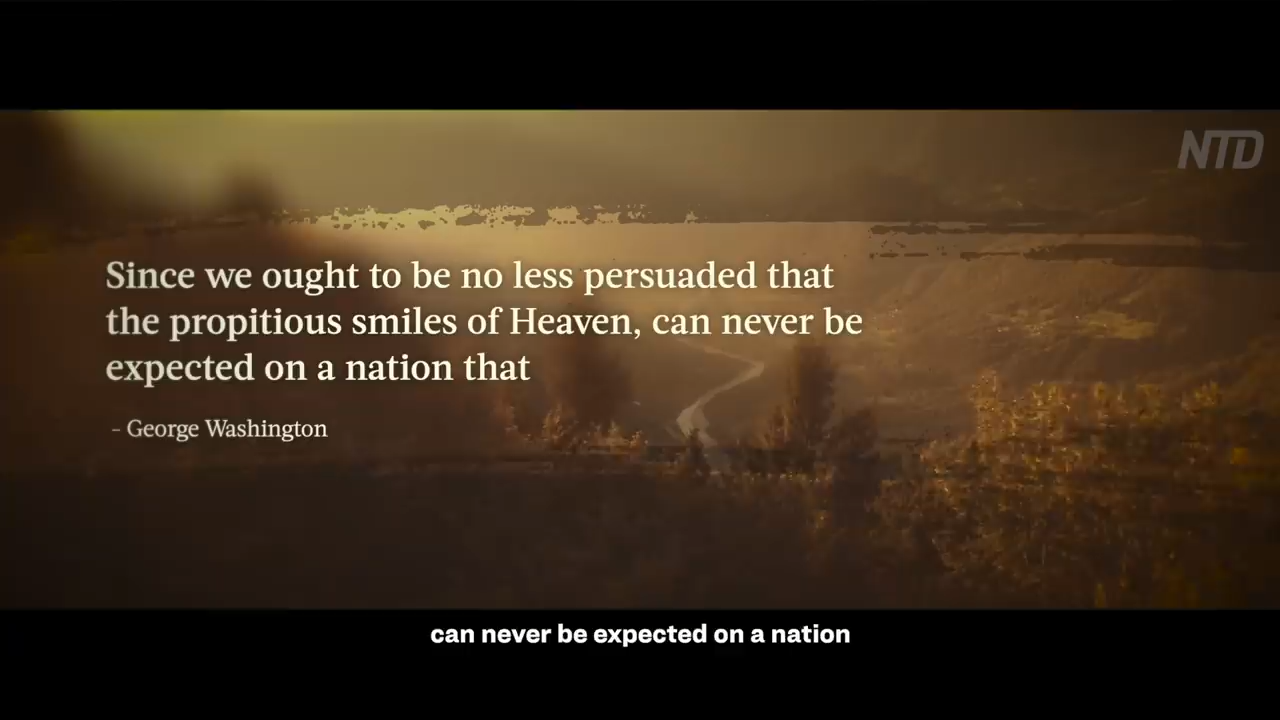 NTD
Since we ought to be no less persuaded that
the propitious smiles of Heaven, can never be
expected on a nation that
- George Washington
can never be expected on a nation